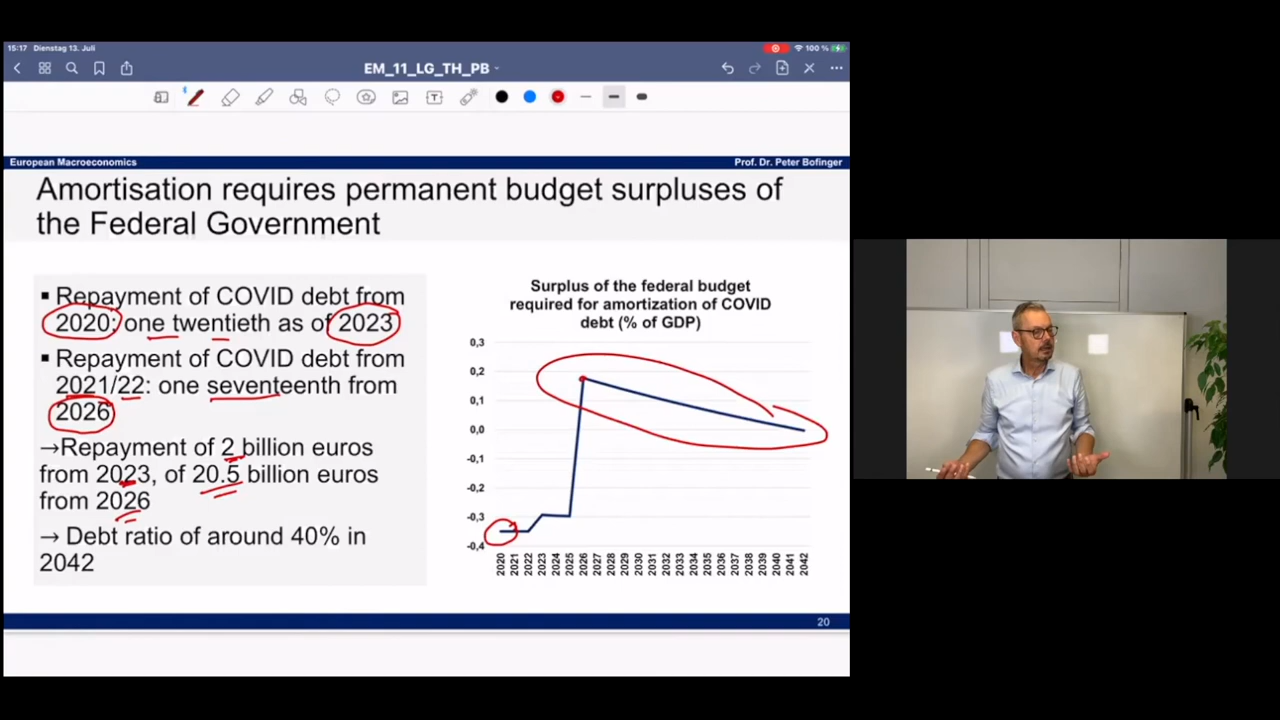 15:17 Dienstag 13. Juli
100 %
EM_11_LG_TH_PB
European Macroeconomics
Prof. Dr. Peter Bofinger
Amortisation requires permanent budget surpluses of
the Federal Government
▪ Repayment of COVID debt from
2020: one twentieth as of 2023
▪ Repayment of COVID debt from
2021/22: one seventeenth from
2026
→Repayment of 2 billion euros
from 2023, of 20.5 billion euros
from 2026
→ Debt ratio of around 40% in
2042
Surplus of the federal budget
required for amortization of COVID
debt (% of GDP)
0,3
0,2
0,1
0,0
-0,1
-0,2
-0,3
-0,4
2020 2021 2022 2023 2024 2025 2026 2027 2028 2029 2030 2031 2032 2033 2034 2035 2036 2037 2038 2039 2040 2041 2042
20